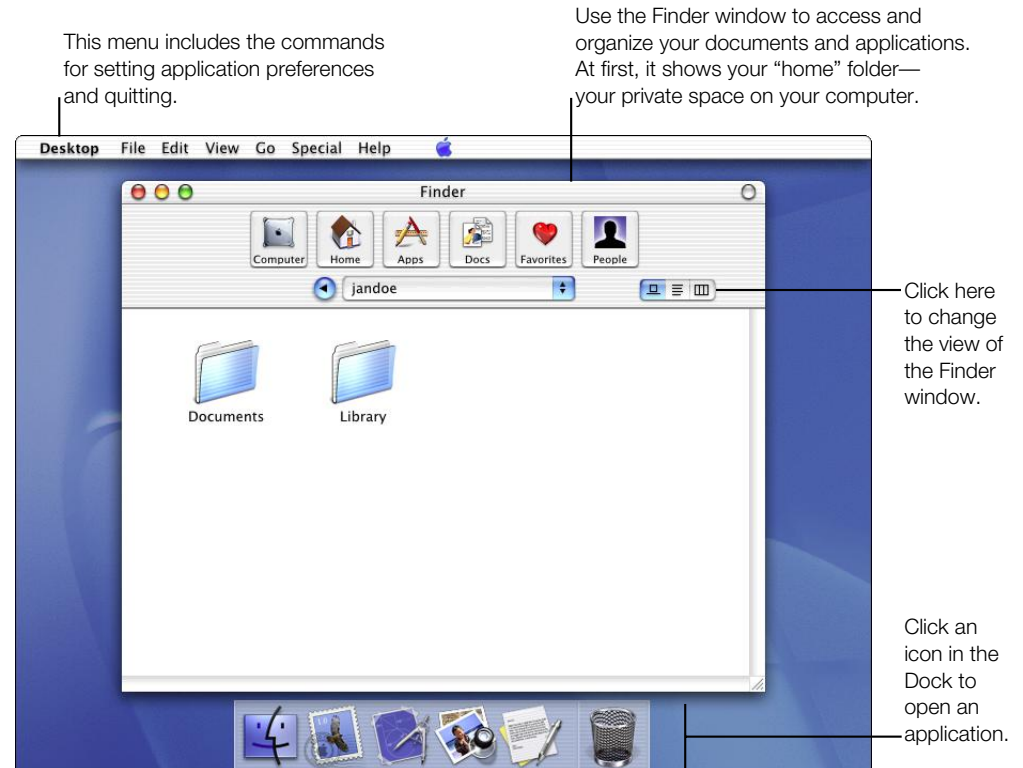 This menu includes the commands
for setting application preferences
and quitting.
Use the Finder window to access and
organize your documents and applications.
At first, it shows your “home” folder—
your private space on your computer.
Desktop File Edit View Go Special Help
Finder
Computer Home Apps Docs Favorites People
jandoe
Click here
to change
the view of
the Finder
window.
Documents Library
Click an
icon in the
Dock to
open an
application.